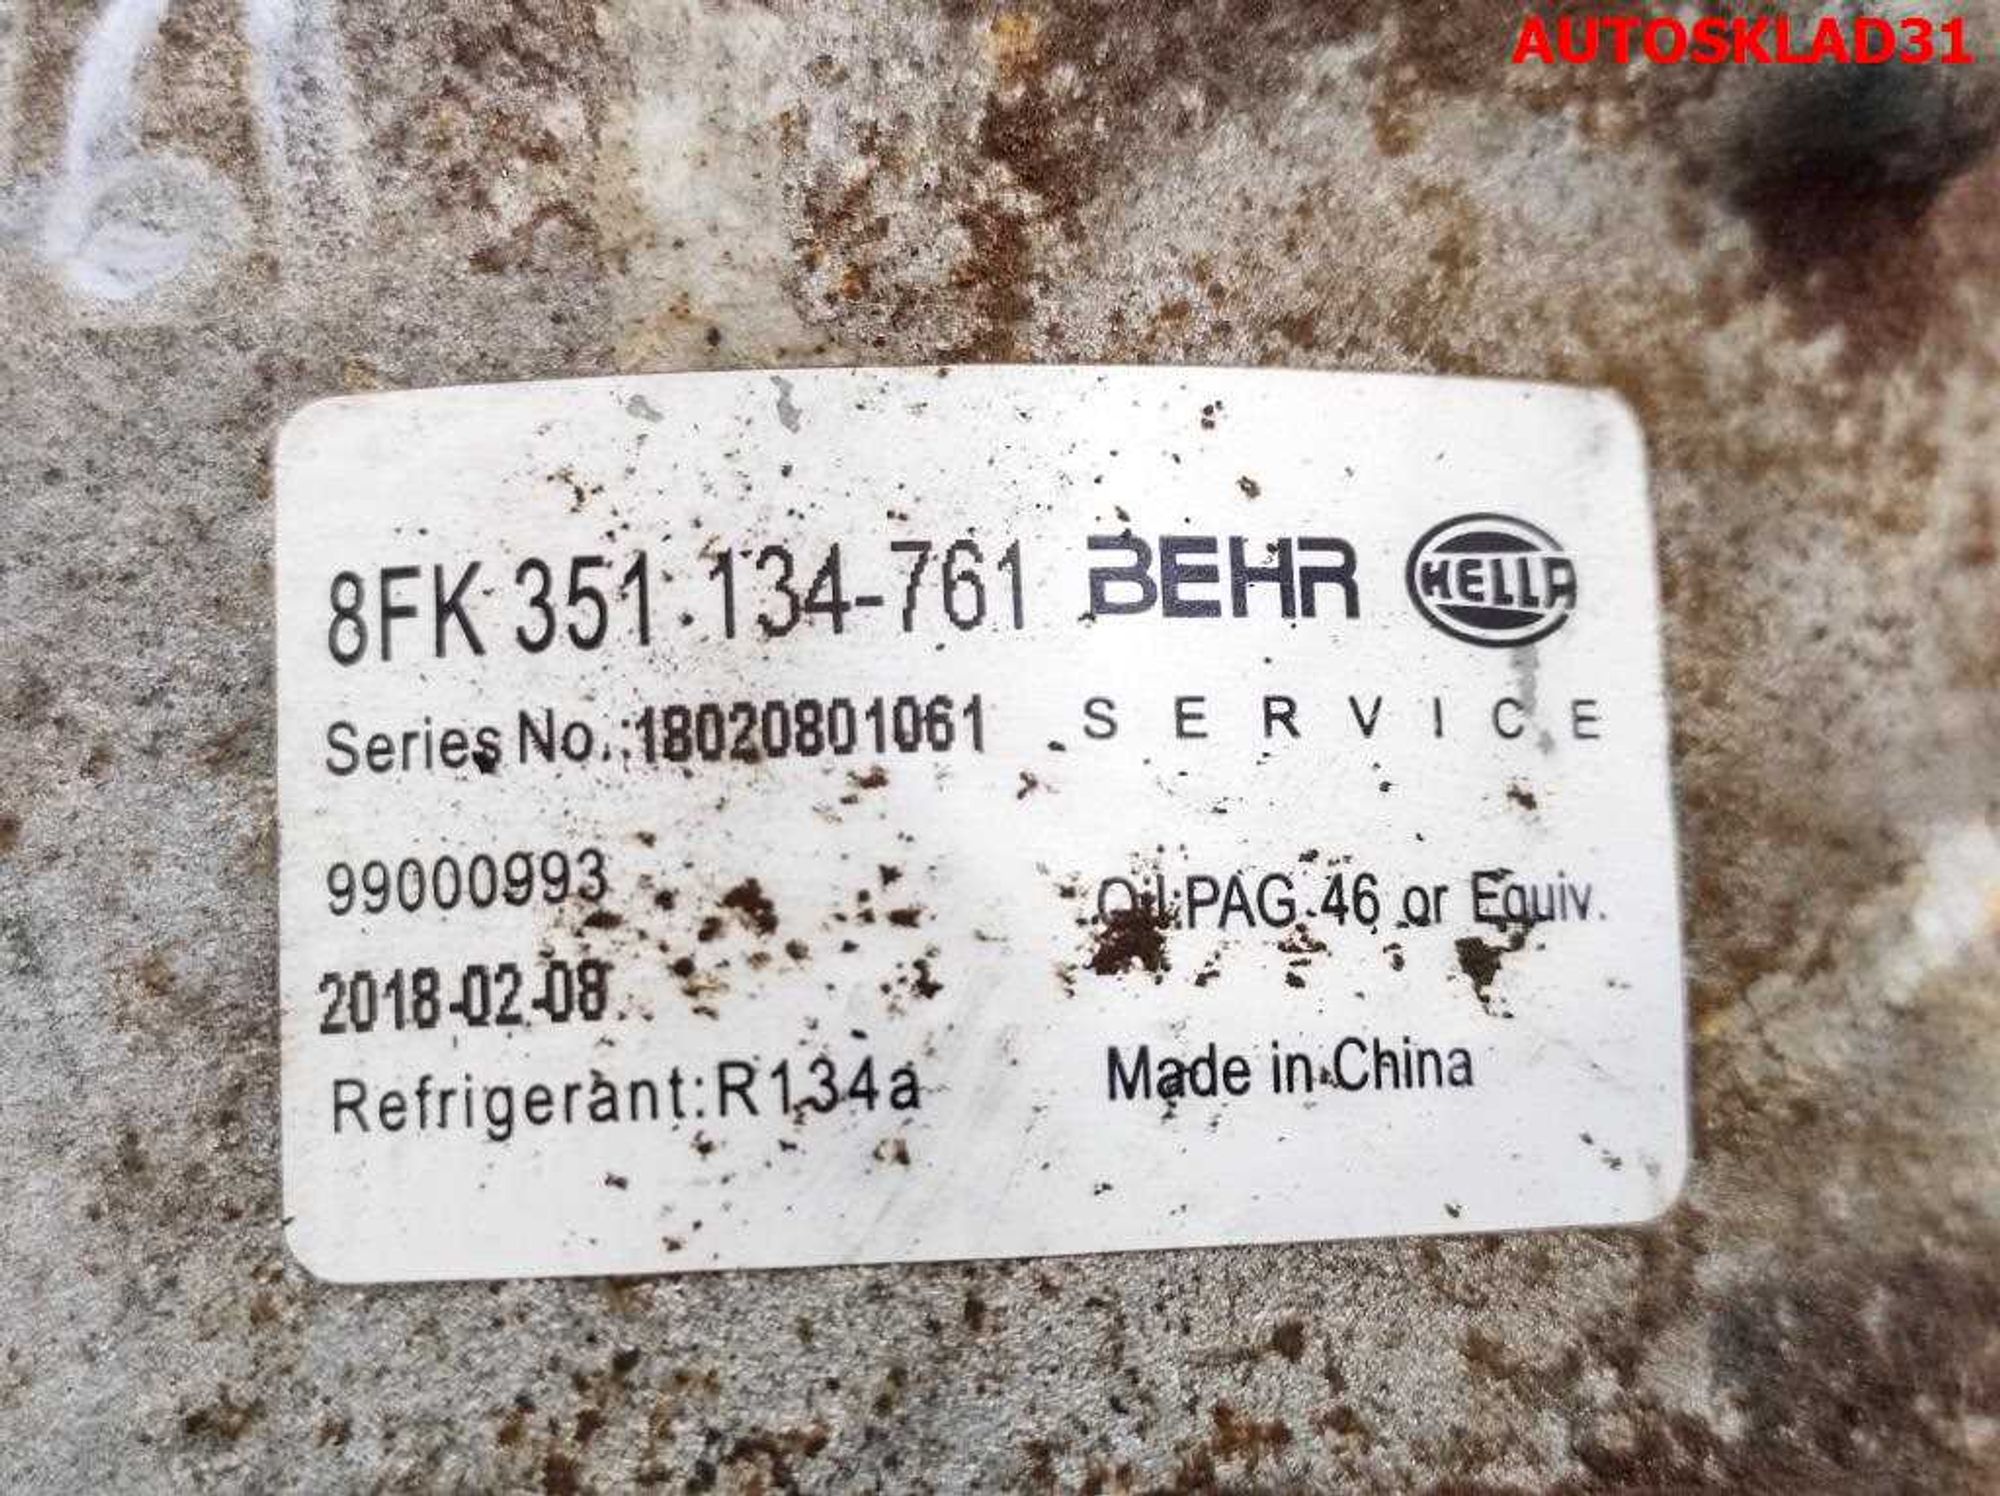 AUTOSKLAD31
8FK 351 134-761 BEHR HELLA
Series No.:18020801061 SERVICE
99000993 Oil:PAG 46 or Equiv.
2018-02-08
Refrigerant:R134a Made in China